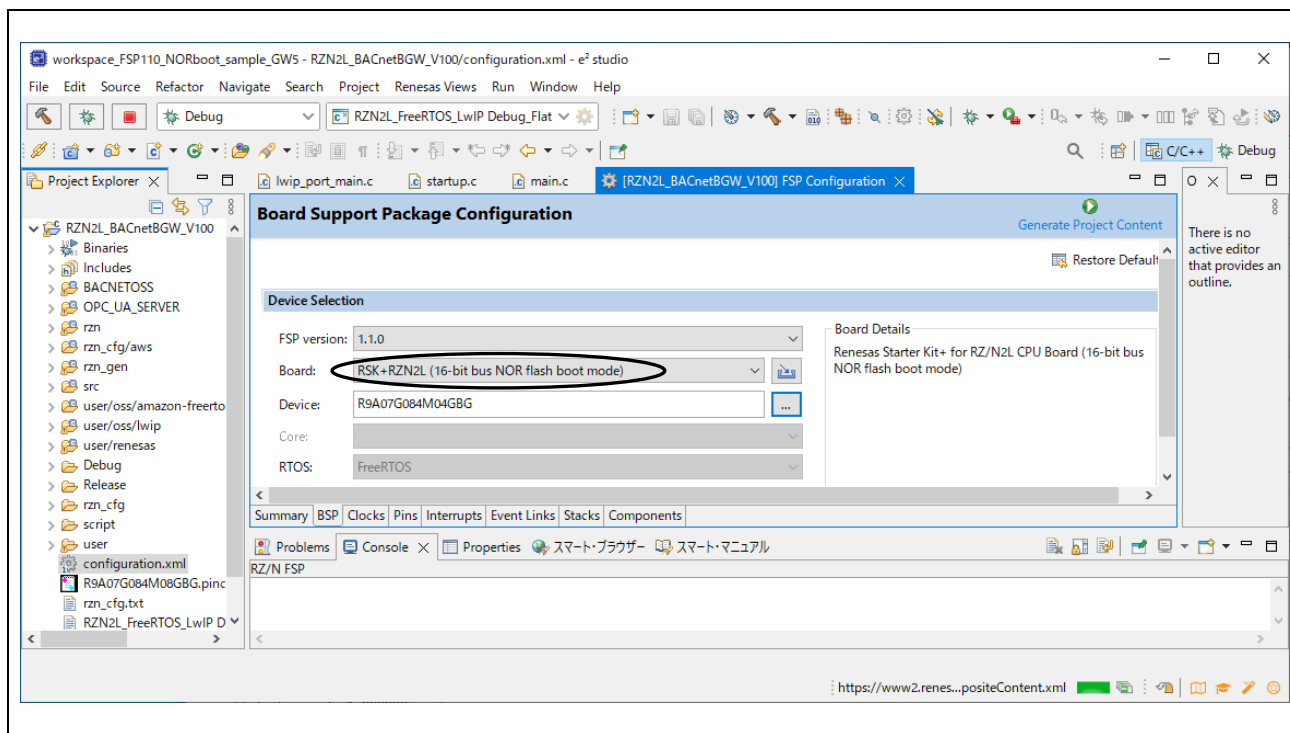 workspace_FSP110_NORboot_sample_GW5 - RZN2L_BACnetBGW_V100/configuration.xml - e² studio
File Edit Source Refactor Navigate Search Project Renesas Views Run Window Help
Debug
RZN2L_FreeRTOS_LwIP Debug_Flat
C/C++
Debug
Project Explorer
lwip_port_main.c
startup.c
main.c
[RZN2L_BACnetBGW_V100] FSP Configuration
RZN2L_BACnetBGW_V100
Binaries
Includes
BACNETOSS
OPC_UA_SERVER
rzn
rzn_cfg/aws
rzn_gen
src
user/oss/amazon-freerto
user/oss/lwip
user/renesas
Debug
Release
rzn_cfg
script
user
configuration.xml
R9A07G084M08GBG.pinc
rzn_cfg.txt
RZN2L_FreeRTOS_LwIP D
Board Support Package Configuration
Generate Project Content
Restore Default
Device Selection
FSP version: 1.1.0
Board: RSK+RZN2L (16-bit bus NOR flash boot mode)
Device: R9A07G084M04GBG
...
Core:
RTOS: FreeRTOS
Board Details
Renesas Starter Kit+ for RZ/N2L CPU Board (16-bit bus
NOR flash boot mode)
Summary BSP Clocks Pins Interrupts Event Links Stacks Components
Problems Console Properties スマート・ブラウザー スマート・マニュアル
RZ/N FSP
O
There is no
active editor
that provides an
outline.
https://www2.renes...positeContent.xml